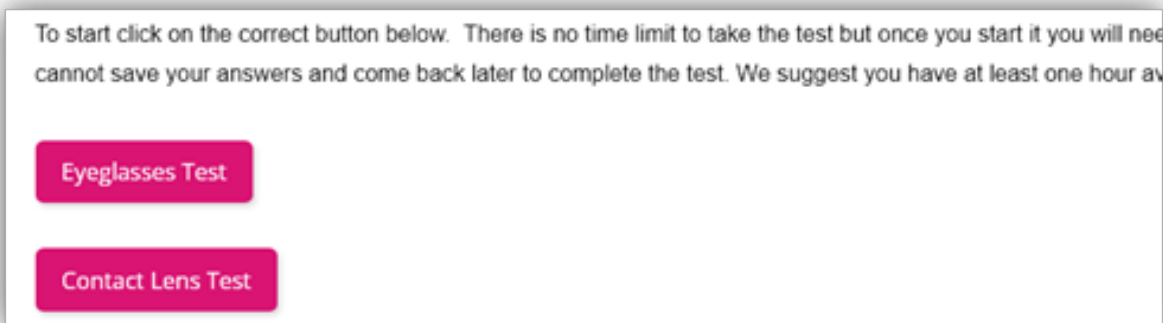 To start click on the correct button below.  There is no time limit to take the test but once you start it you will
cannot save your answers and come back later to complete the test. We suggest you have at least one hour
Eyeglasses Test
Contact Lens Test